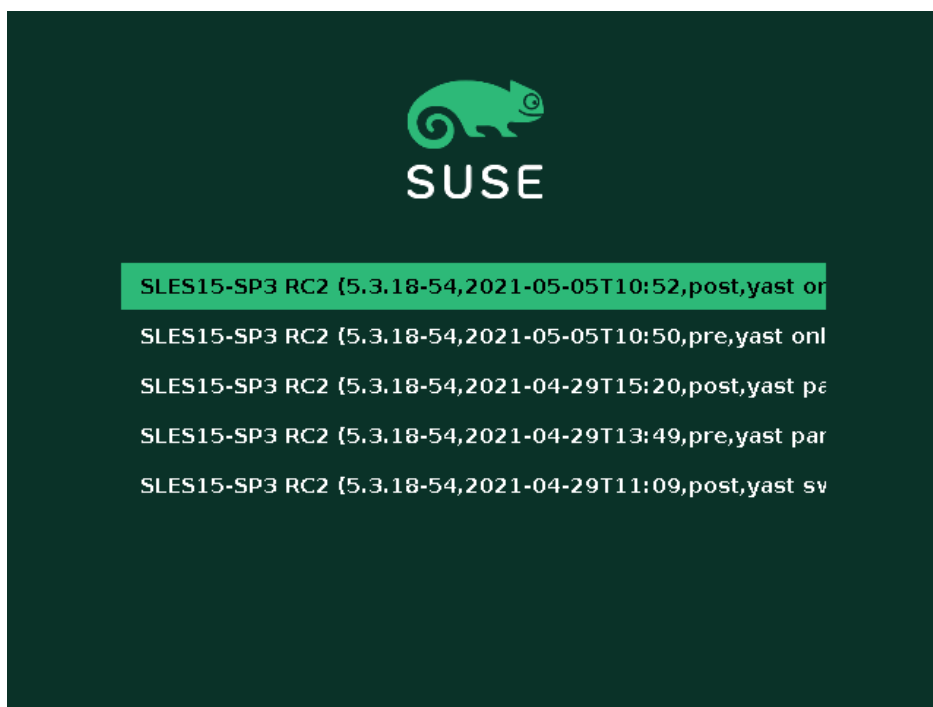 SUSE
SLES15-SP3 RC2 (5.3.18-54,2021-05-05T10:52,post,yast
SLES15-SP3 RC2 (5.3.18-54,2021-05-05T10:50,pre,yast onl
SLES15-SP3 RC2 (5.3.18-54,2021-04-29T15:20,post,yast
SLES15-SP3 RC2 (5.3.18-54,2021-04-29T13:49,pre,yast par
SLES15-SP3 RC2 (5.3.18-54,2021-04-29T11:09,post,yast